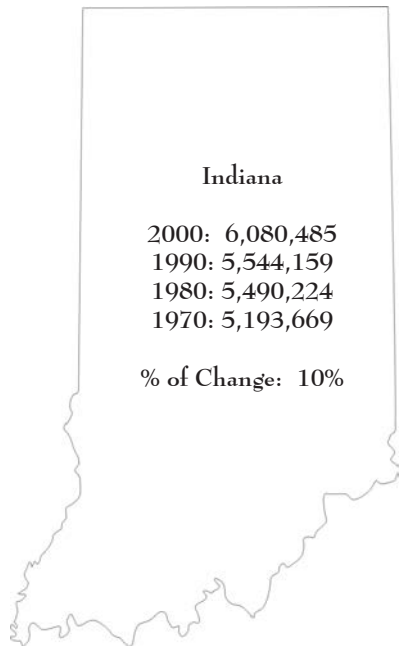 Indiana
2000: 6,080,485
1990: 5,544,159
1980: 5,490,224
1970: 5,193,669
% of Change: 10%